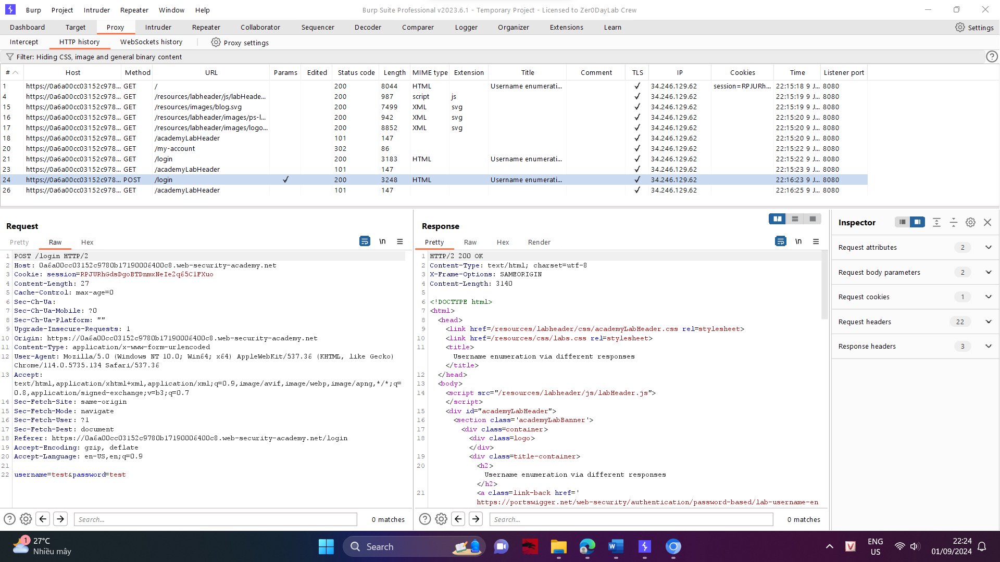 Burp Project Intruder Repeater Window Help
Burp Suite Professional v2023.6.1 - Temporary Project - Licensed to Zer0DayLab Crew
Dashboard Target Proxy Intruder Repeater Collaborator Sequencer Decoder Comparer Logger Organizer Extensions Learn Settings
Intercept HTTP history WebSockets history Proxy settings
Filter: Hiding CSS, image and general binary content
# Host Method URL Params Edited Status code Length MIME type Extension Title Comment TLS IP Cookies Time Listener port
1 https://0a6a00cc03152c978... GET / 200 8044 HTML Username enumerati... ✓ 34.246.129.62 session=RPJURh... 22:15:18 9 J... 8080
4 https://0a6a00cc03152c978... GET /resources/labheader/js/labHeade... 200 987 script js ✓ 34.246.129.62 22:15:19 9 J... 8080
15 https://0a6a00cc03152c978... GET /resources/images/blog.svg 200 7499 XML svg ✓ 34.246.129.62 22:15:19 9 J... 8080
16 https://0a6a00cc03152c978... GET /resources/labheader/images/ps-l... 200 942 XML svg ✓ 34.246.129.62 22:15:20 9 J... 8080
17 https://0a6a00cc03152c978... GET /resources/labheader/images/logo... 200 8852 XML svg ✓ 34.246.129.62 22:15:20 9 J... 8080
18 https://0a6a00cc03152c978... GET /academyLabHeader 101 147 ✓ 34.246.129.62 22:15:20 9 J... 8080
20 https://0a6a00cc03152c978... GET /my-account 302 86 ✓ 34.246.129.62 22:15:22 9 J... 8080
21 https://0a6a00cc03152c978... GET /login 200 3183 HTML Username enumerati... ✓ 34.246.129.62 22:15:22 9 J... 8080
23 https://0a6a00cc03152c978... GET /academyLabHeader 101 147 ✓ 34.246.129.62 22:15:23 9 J... 8080
24 https://0a6a00cc03152c978... POST /login ✓ 200 3248 HTML Username enumerati... ✓ 34.246.129.62 22:16:23 9 J... 8080
26 https://0a6a00cc03152c978... GET /academyLabHeader 101 147 ✓ 34.246.129.62 22:16:25 9 J... 8080
Request
Pretty Raw Hex \n
1 POST /login HTTP/2
2 Host: 0a6a00cc03152c9780b17190006400c8.web-security-academy.net
3 Cookie: session=RPJURhGdsDgoBTDnmxNeIe2q65C1FXuo
4 Content-Length: 27
5 Cache-Control: max-age=0
6 Sec-Ch-Ua:
7 Sec-Ch-Ua-Mobile: ?0
8 Sec-Ch-Ua-Platform: ""
9 Upgrade-Insecure-Requests: 1
10 Origin: https://0a6a00cc03152c9780b17190006400c8.web-security-academy.net
11 Content-Type: application/x-www-form-urlencoded
12 User-Agent: Mozilla/5.0 (Windows NT 10.0; Win64; x64) AppleWebKit/537.36 (KHTML, like Gecko)
Chrome/114.0.5735.134 Safari/537.36
13 Accept:
text/html,application/xhtml+xml,application/xml;q=0.9,image/avif,image/webp,image/apng,*/*;q=
0.8,application/signed-exchange;v=b3;q=0.7
14 Sec-Fetch-Site: same-origin
15 Sec-Fetch-Mode: navigate
16 Sec-Fetch-User: ?1
17 Sec-Fetch-Dest: document
18 Referer: https://0a6a00cc03152c9780b17190006400c8.web-security-academy.net/login
19 Accept-Encoding: gzip, deflate
20 Accept-Language: en-US,en;q=0.9
21
22 username=test&password=test
Search... 0 matches
Response
Pretty Raw Hex Render \n
1 HTTP/2 200 OK
2 Content-Type: text/html; charset=utf-8
3 X-Frame-Options: SAMEORIGIN
4 Content-Length: 3140
5
6 <!DOCTYPE html>
7 <html>
8 <head>
9 <link href=/resources/labheader/css/academyLabHeader.css rel=stylesheet>
10 <link href=/resources/css/labs.css rel=stylesheet>
11 <title>
Username enumeration via different responses
</title>
12 </head>
13 <body>
14 <script src="/resources/labheader/js/labHeader.js">
</script>
15 <div id="academyLabHeader">
16 <section class='academyLabBanner'>
17 <div class=container>
18 <div class=logo>
</div>
19 <div class=title-container>
20 <h2>
Username enumeration via different responses
</h2>
21 <a class=link-back href='
https://portswigger.net/web-security/authentication/password-based/lab-username-en
Search... 0 matches
Inspector
Request attributes 2
Request body parameters 2
Request cookies 1
Request headers 22
Response headers 3
1
27°C
Nhiều mây
Search
ENG
US
22:24
01/09/2024